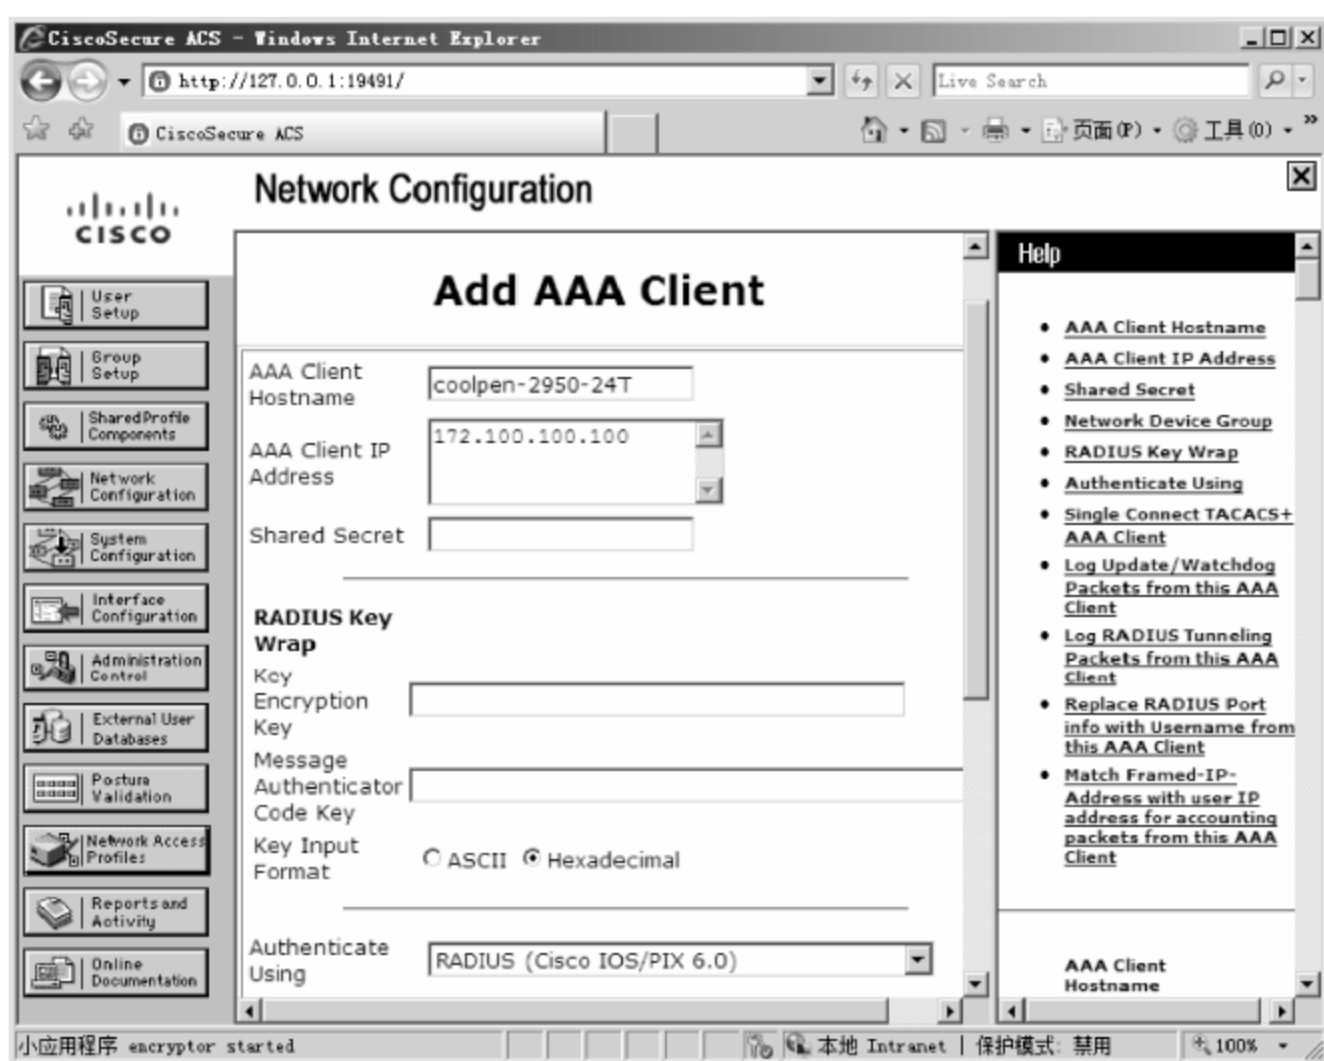 CiscoSecure ACS - Windows Internet Explorer
http://127.0.0.1:19491/
Live Search
CiscoSecure ACS
页面(P)
工具(O)
»
CISCO
Network Configuration
User
Setup
Group
Setup
Shared Profile
Components
Network
Configuration
System
Configuration
Interface
Configuration
Administration
Control
External User
Databases
Posture
Validation
Network Access
Profiles
Reports and
Activity
Online
Documentation
Add AAA Client
AAA Client
Hostname
coolpen-2950-24T
AAA Client IP
Address
172.100.100.100
Shared Secret
RADIUS Key
Wrap
Key
Encryption
Key
Message
Authenticator
Code Key
Key Input
Format
ASCII
Hexadecimal
Authenticate
Using
RADIUS (Cisco IOS/PIX 6.0)
Help
AAA Client Hostname
AAA Client IP Address
Shared Secret
Network Device Group
RADIUS Key Wrap
Authenticate Using
Single Connect TACACS+
AAA Client
Log Update/Watchdog
Packets from this AAA
Client
Log RADIUS Tunneling
Packets from this AAA
Client
Replace RADIUS Port
info with Username from
this AAA Client
Match Framed-IP-
Address with user IP
address for accounting
packets from this AAA
Client
AAA Client
Hostname
小应用程序 encryptor started
本地 Intranet | 保护模式: 禁用
100%